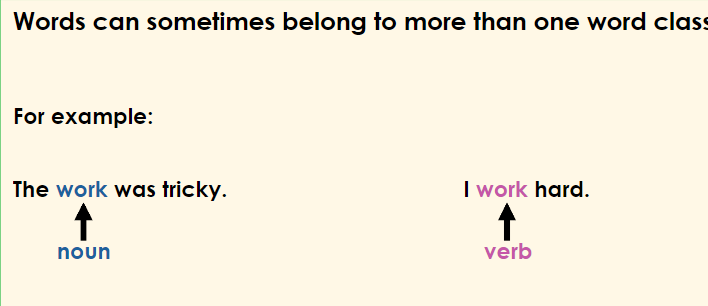 Words can sometimes belong to more than one word class
For example:
The work was tricky. I work hard.
noun verb